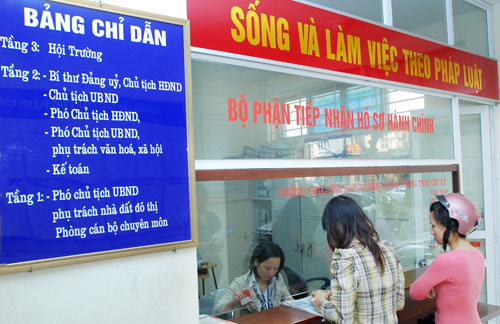 BẢNG CHỈ DẪN
Tầng 3: Hội Trường
Tầng 2: - Bí thư Đảng uỷ, Chủ tịch HĐND
- Chủ tịch UBND
- Phó Chủ tịch HĐND,
- Phó Chủ tịch UBND,
phụ trách văn hoá, xã hội
- Kế toán
Tầng 1: - Phó chủ tịch UBND
phụ trách nhà đất đô thị
Phòng cán bộ chuyên môn
SỐNG VÀ LÀM VIỆC THEO PHÁP LUẬT
BỘ PHẬN TIẾP NHẬN HỒ SƠ HÀNH CHÍNH